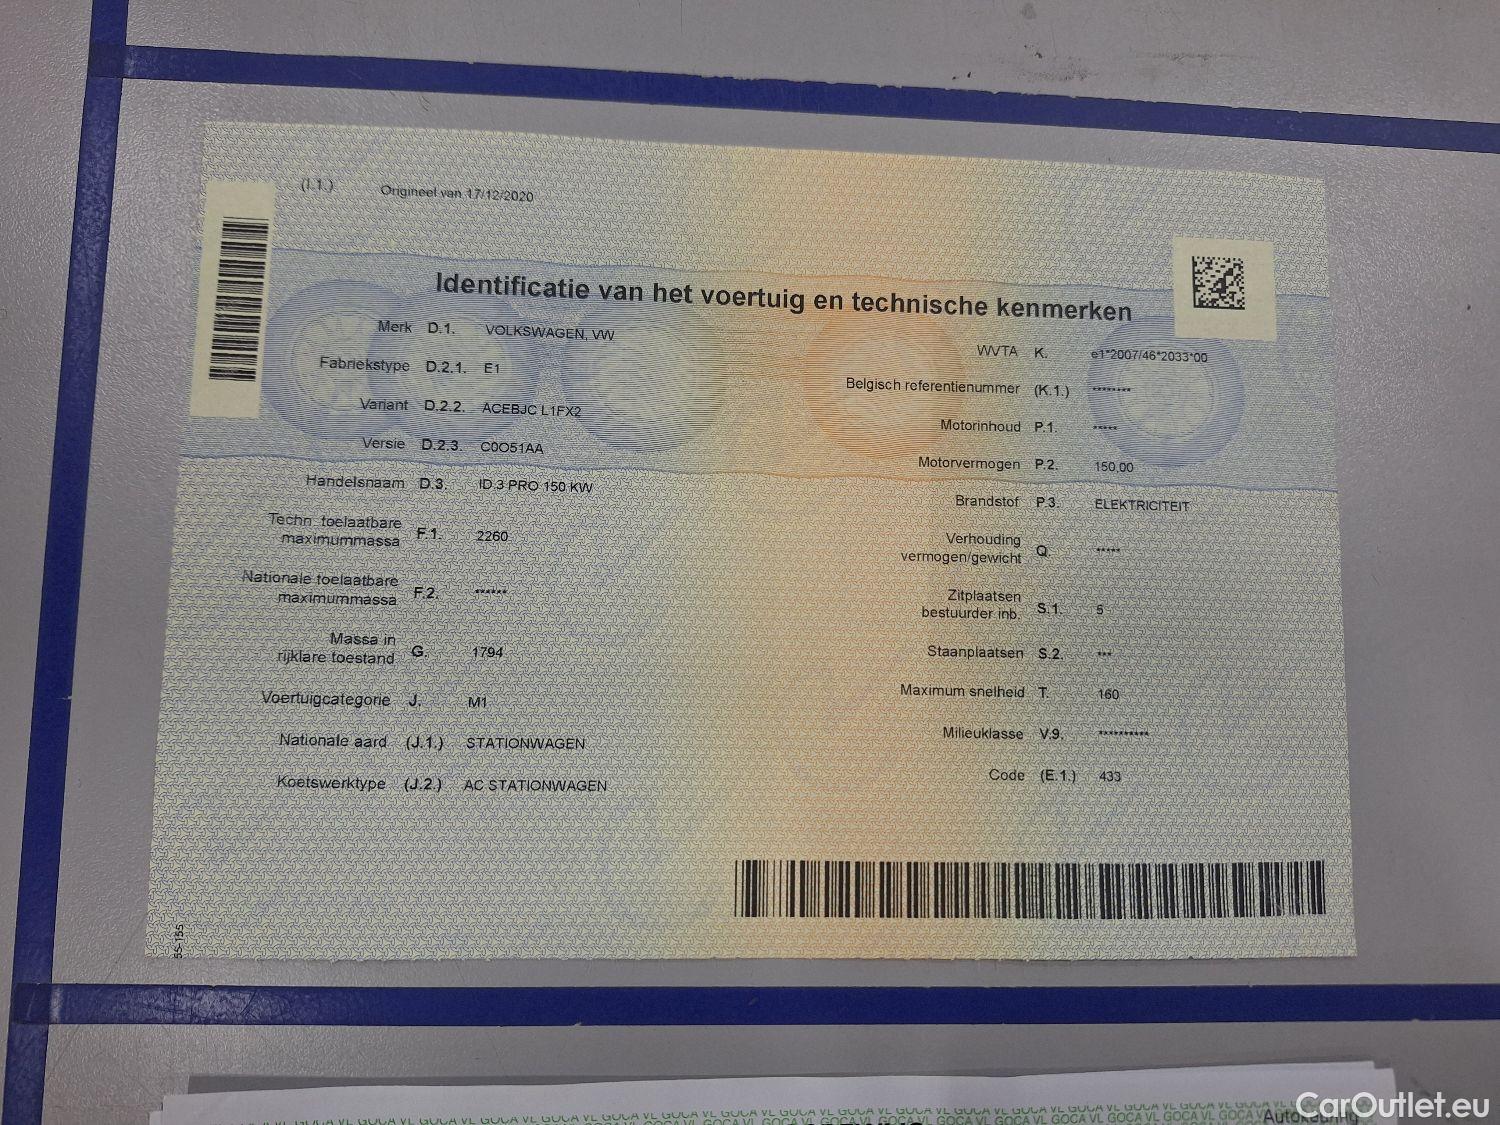 (I.1.) Origineel van 17/12/2020
Identificatie van het voertuig en technische kenmerken
Merk D.1. VOLKSWAGEN, VW
Fabriekstype D.2.1. E1
Variant D.2.2. ACEBJC L1FX2
Versie D.2.3. C0O51AA
Handelsnaam D.3. ID.3 PRO 150 KW
Techn. toelaatbare
maximummassa F.1. 2260
Nationale toelaatbare
maximummassa F.2. ******
Massa in
rijklare toestand G. 1794
Voertuigcategorie J. M1
Nationale aard (J.1.) STATIONWAGEN
Koetswerktype (J.2.) AC STATIONWAGEN
WVTA K. e1*2007/46*2033*00
Belgisch referentienummer (K.1.) ********
Motorinhoud P.1. *****
Motorvermogen P.2. 150,00
Brandstof P.3. ELEKTRICITEIT
Verhouding
vermogen/gewicht Q. *****
Zitplaatsen
bestuurder inb. S.1. 5
Staanplaatsen S.2. ***
Maximum snelheid T. 160
Milieuklasse V.9. **********
Code (E.1.) 433
55-155
GOCA VL GOCA VL GOCA VL GOCA VL GOCA VL GOCA VL GOCA VL GOCA VL GOCA VL GOCA VL
Autokeuring
CarOutlet.eu